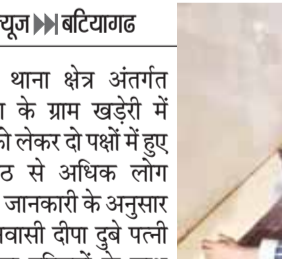 न्यूज बटियागढ
थाना क्षेत्र अंतर्गत
के ग्राम खड़ेरी में
को लेकर दो पक्षों में हुए
से अधिक लोग
जानकारी के अनुसार
निवासी दीपा दुबे पत्नी